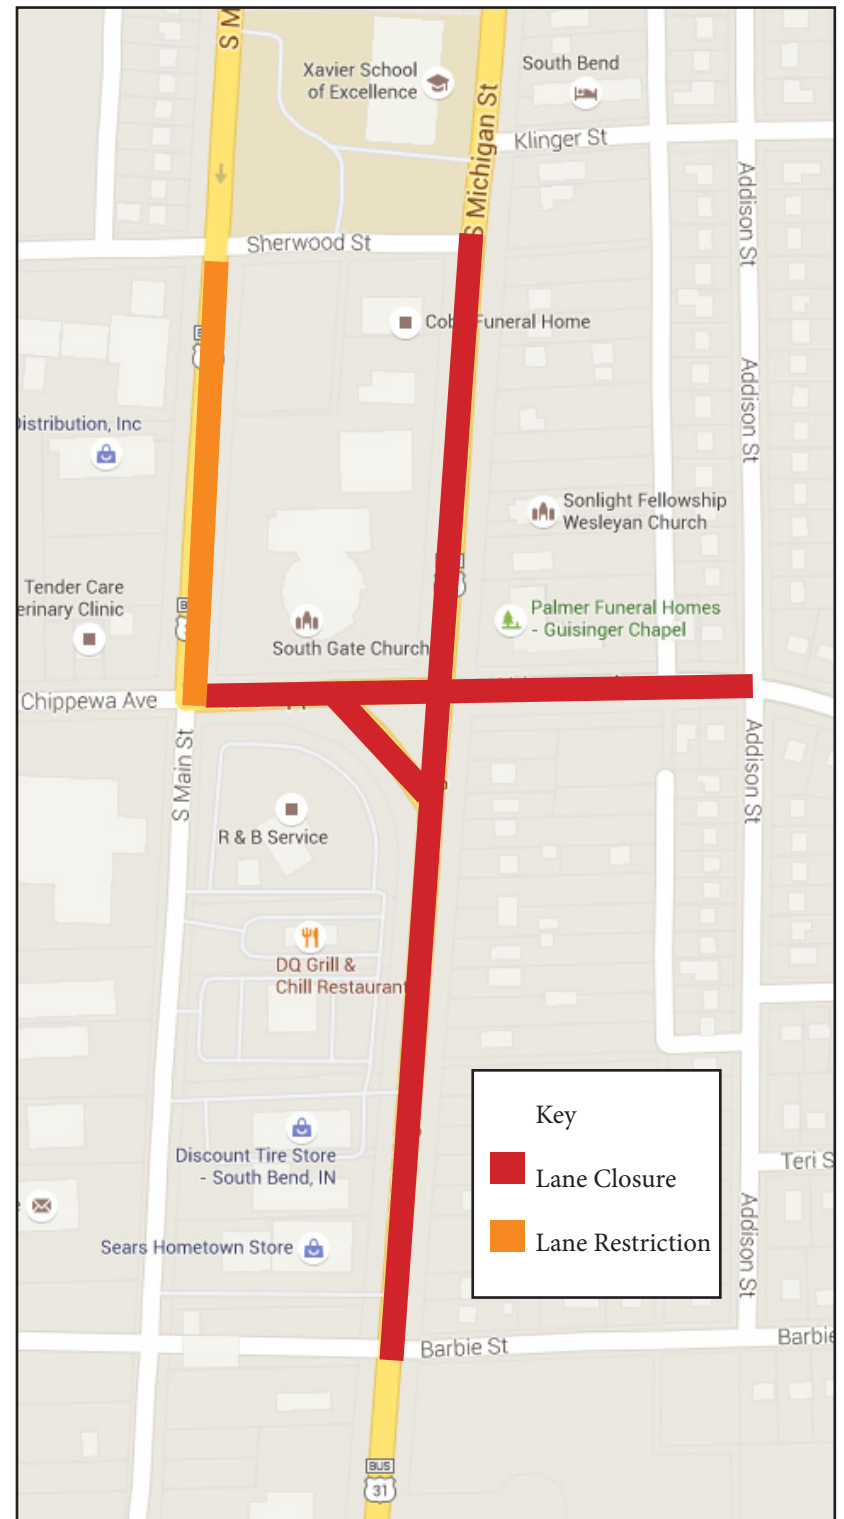 S M
Xavier School
of Excellence
South Bend
S Michigan St
Klinger St
Addison St
Sherwood St
Funeral Home
Addison St
Distribution, Inc
Sonlight Fellowship
Wesleyan Church
Tender Care
erinary Clinic
Palmer Funeral Homes
- Guisinger Chapel
South Gate Church
Chippewa Ave
S Main St
Addison St
R & B Service
DQ Grill &
Chill Restaurant
Key
Lane Closure
Lane Restriction
Discount Tire Store
- South Bend, IN
Teri S
Addison St
Sears Hometown Store
Barbie St
Barbie
BUS
31